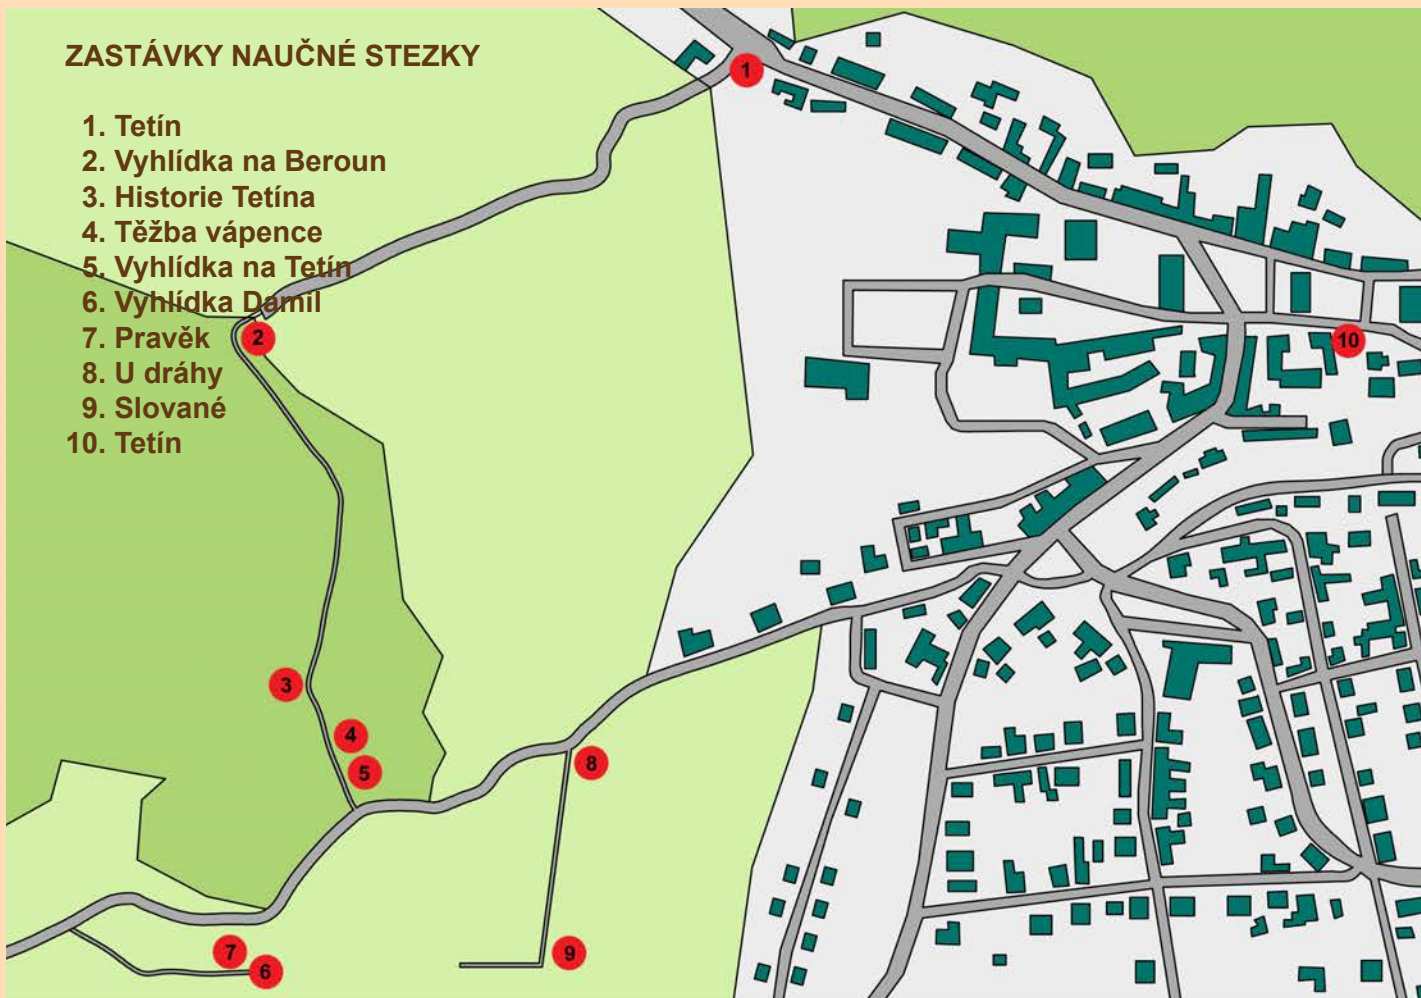 ZASTÁVKY NAUČNÉ STEZKY
1. Tetín
2. Vyhlídka na Beroun
3. Historie Tetína
4. Těžba vápence
5. Vyhlídka na Tetín
6. Vyhlídka Damil
7. Pravěk
8. U dráhy
9. Slované
10. Tetín
1
2
10
3
4
5
8
7
6
9